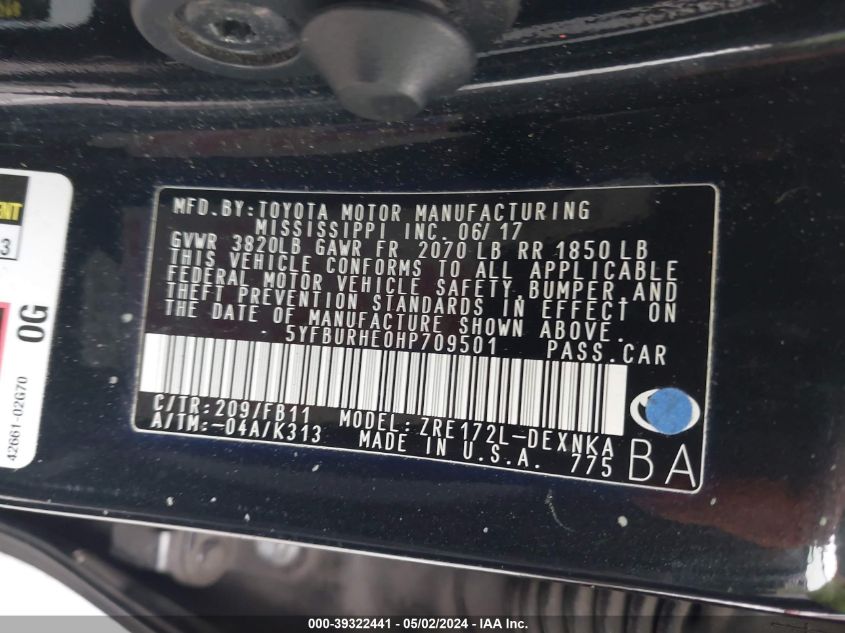 MFD. BY: TOYOTA MOTOR MANUFACTURING
MISSISSIPPI INC. 06/17
GVWR 3820LB GAWR FR 2070 LB RR 1850 LB
THIS VEHICLE CONFORMS TO ALL APPLICABLE
FEDERAL MOTOR VEHICLE SAFETY, BUMPER, AND
THEFT PREVENTION STANDARDS IN EFFECT ON
THE DATE OF MANUFACTURE SHOWN ABOVE.
5YFBURHE0HP709501 PASS. CAR
C/TR: 209/FB11 MODEL: ZRE172L-DEXNKA
A/TM: -04A/K313 MADE IN U.S.A. 775
BA
0G
42661-02G70
000-39322441 - 05/02/2024 - IAA Inc.